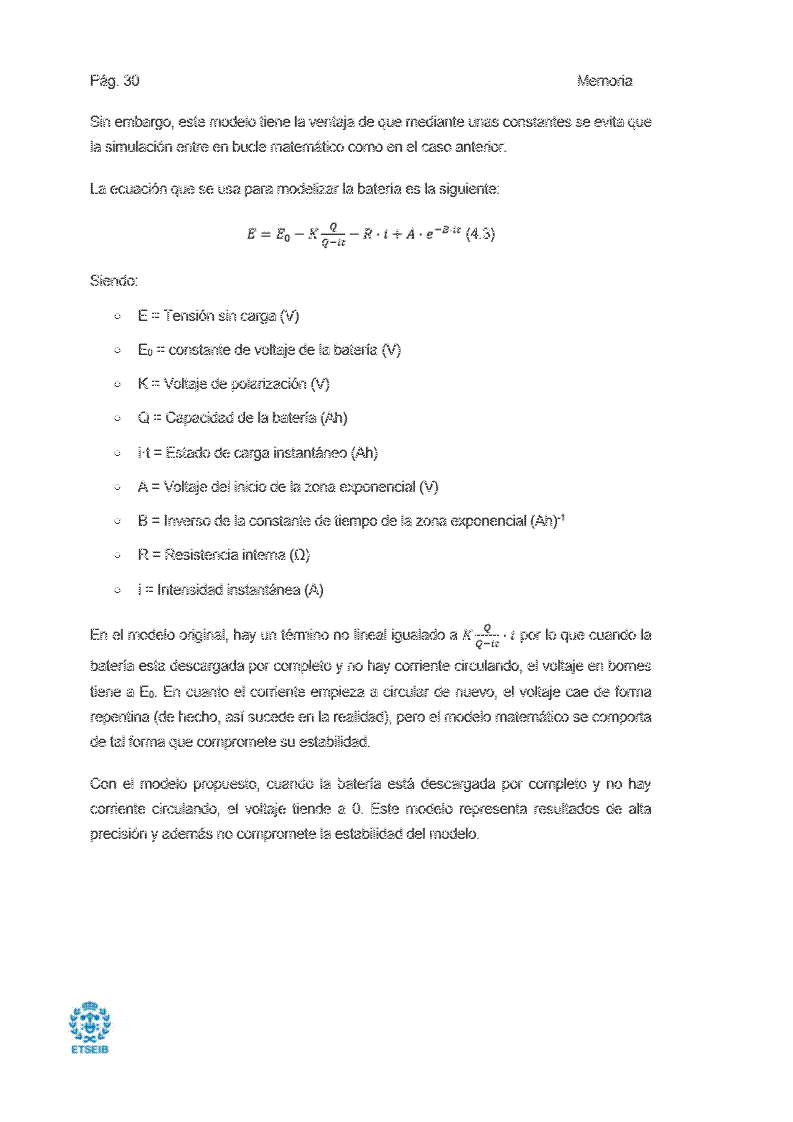 Pág. 30 Memoria
Sin embargo, este modelo tiene la ventaja de que mediante unas constantes se evita que
la simulación entre en bucle matemático como en el caso anterior.
La ecuación que se usa para modelizar la batería es la siguiente:
E = E₀ − K Q/(Q−it) − R · i + A · e^(−B·it) (4.3)
Siendo:
○ E = Tensión sin carga (V)
○ E₀ = constante de voltaje de la batería (V)
○ K = Voltaje de polarización (V)
○ Q = Capacidad de la batería (Ah)
○ i·t = Estado de carga instantáneo (Ah)
○ A = Voltaje del inicio de la zona exponencial (V)
○ B = Inverso de la constante de tiempo de la zona exponencial (Ah)⁻¹
○ R = Resistencia interna (Ω)
○ i = Intensidad instantánea (A)
En el modelo original, hay un término no lineal igualado a K Q/(Q−it) · i por lo que cuando la
batería esta descargada por completo y no hay corriente circulando, el voltaje en bornes
tiene a E₀. En cuanto el corriente empieza a circular de nuevo, el voltaje cae de forma
repentina (de hecho, así sucede en la realidad), pero el modelo matemático se comporta
de tal forma que compromete su estabilidad.
Con el modelo propuesto, cuando la batería está descargada por completo y no hay
corriente circulando, el voltaje tiende a 0. Este modelo representa resultados de alta
precisión y además no compromete la estabilidad del modelo.
ETSEIB